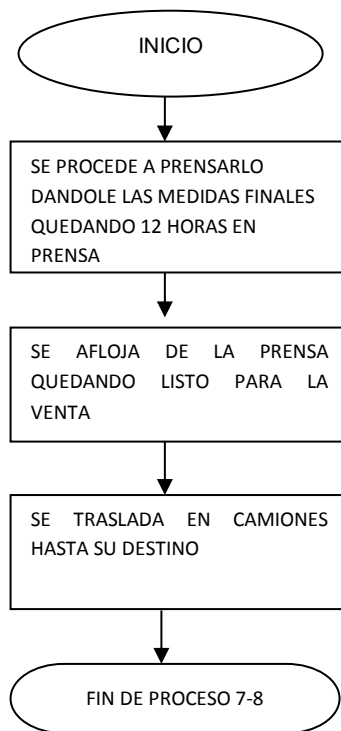 INICIO
SE PROCEDE A PRENSARLO
DANDOLE LAS MEDIDAS FINALES
QUEDANDO 12 HORAS EN
PRENSA
SE AFLOJA DE LA PRENSA
QUEDANDO LISTO PARA LA
VENTA
SE TRASLADA EN CAMIONES
HASTA SU DESTINO
FIN DE PROCESO 7-8